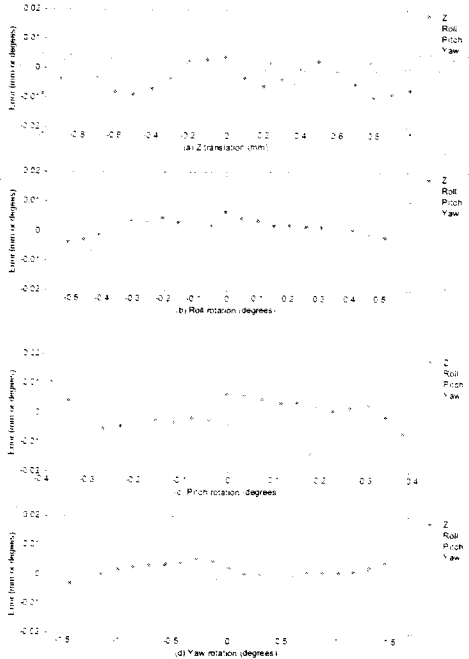 0.02
Z
Roll
Pitch
Yaw
0.01
0
-0.01
-0.02
Error (mm or degrees)
-0.8 -0.6 -0.4 -0.2 0 0.2 0.4 0.6 0.8
(a) Z translation (mm)
0.02
Z
Roll
Pitch
Yaw
0.01
0
-0.01
-0.02
Error (mm or degrees)
-0.5 -0.4 -0.3 -0.2 -0.1 0 0.1 0.2 0.3 0.4 0.5
(b) Roll rotation (degrees)
0.02
Z
Roll
Pitch
Yaw
0.01
0
-0.01
-0.02
Error (mm or degrees)
-0.4 -0.3 -0.2 -0.1 0 0.1 0.2 0.3 0.4
Pitch rotation (degrees
0.02
Z
Roll
Pitch
Yaw
0.01
0
-0.01
-0.02
Error (mm or degrees)
-1.5 -1 -0.5 0 0.5 1 1.5
(d) Yaw rotation (degrees)